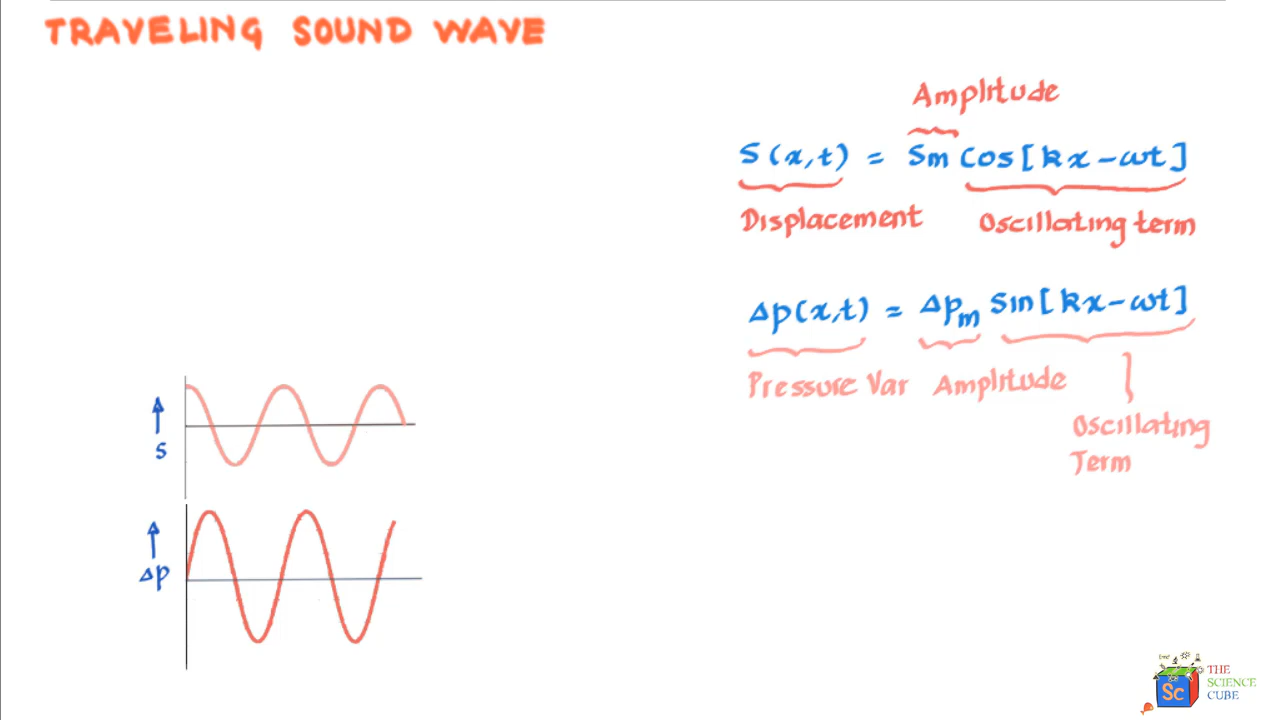 TRAVELING SOUND WAVE
Amplitude
S(x,t) = Sm Cos[kx-ωt]
Displacement Oscillating term
Δp(x,t) = Δpm Sin[kx-ωt]
Pressure Var Amplitude
Oscillating
Term
S
Δp
Sc
THE
SCIENCE
CUBE